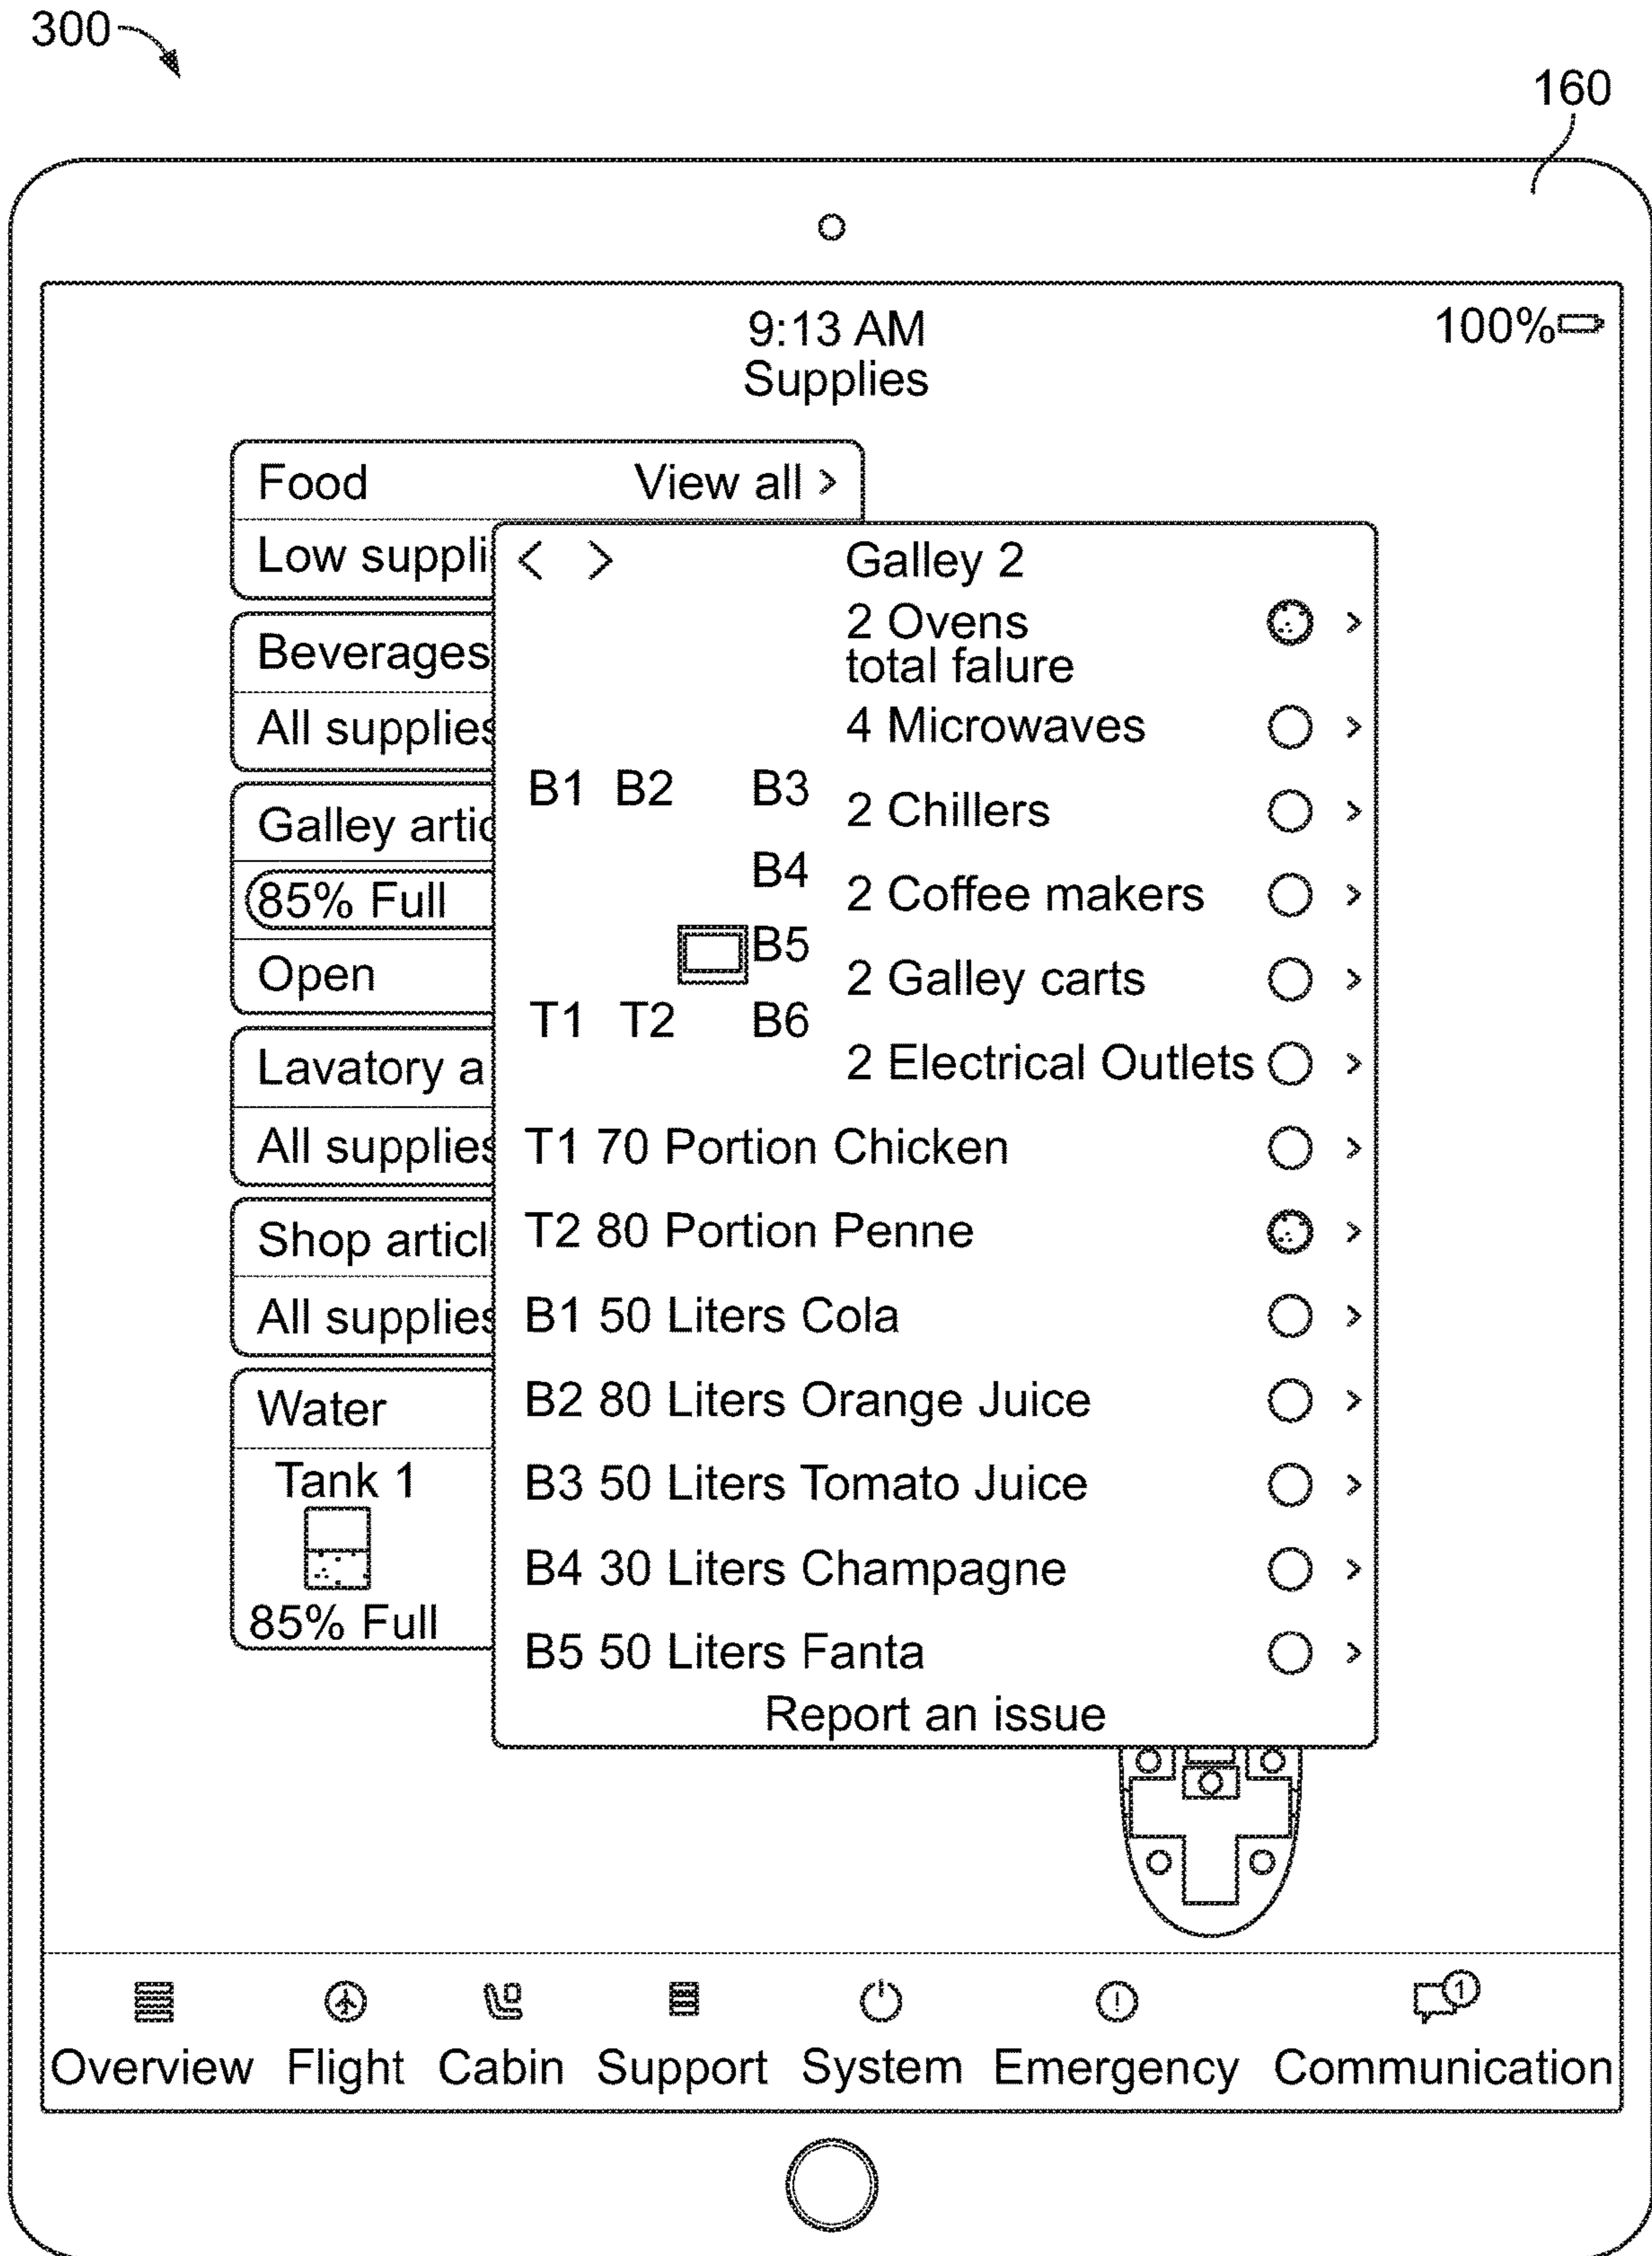 300
160
9:13 AM
100%
Supplies
Food View all >
Low suppli
Beverages
All supplies
Galley artic
85% Full
Open
Lavatory a
All supplies
Shop articl
All supplies
Water
Tank 1
85% Full
< > Galley 2
2 Ovens >
total falure
4 Microwaves >
B1 B2 B3
2 Chillers >
B4
2 Coffee makers >
B5
2 Galley carts >
T1 T2 B6
2 Electrical Outlets >
T1 70 Portion Chicken >
T2 80 Portion Penne >
B1 50 Liters Cola >
B2 80 Liters Orange Juice >
B3 50 Liters Tomato Juice >
B4 30 Liters Champagne >
B5 50 Liters Fanta >
Report an issue
! 1
Overview Flight Cabin Support System Emergency Communication